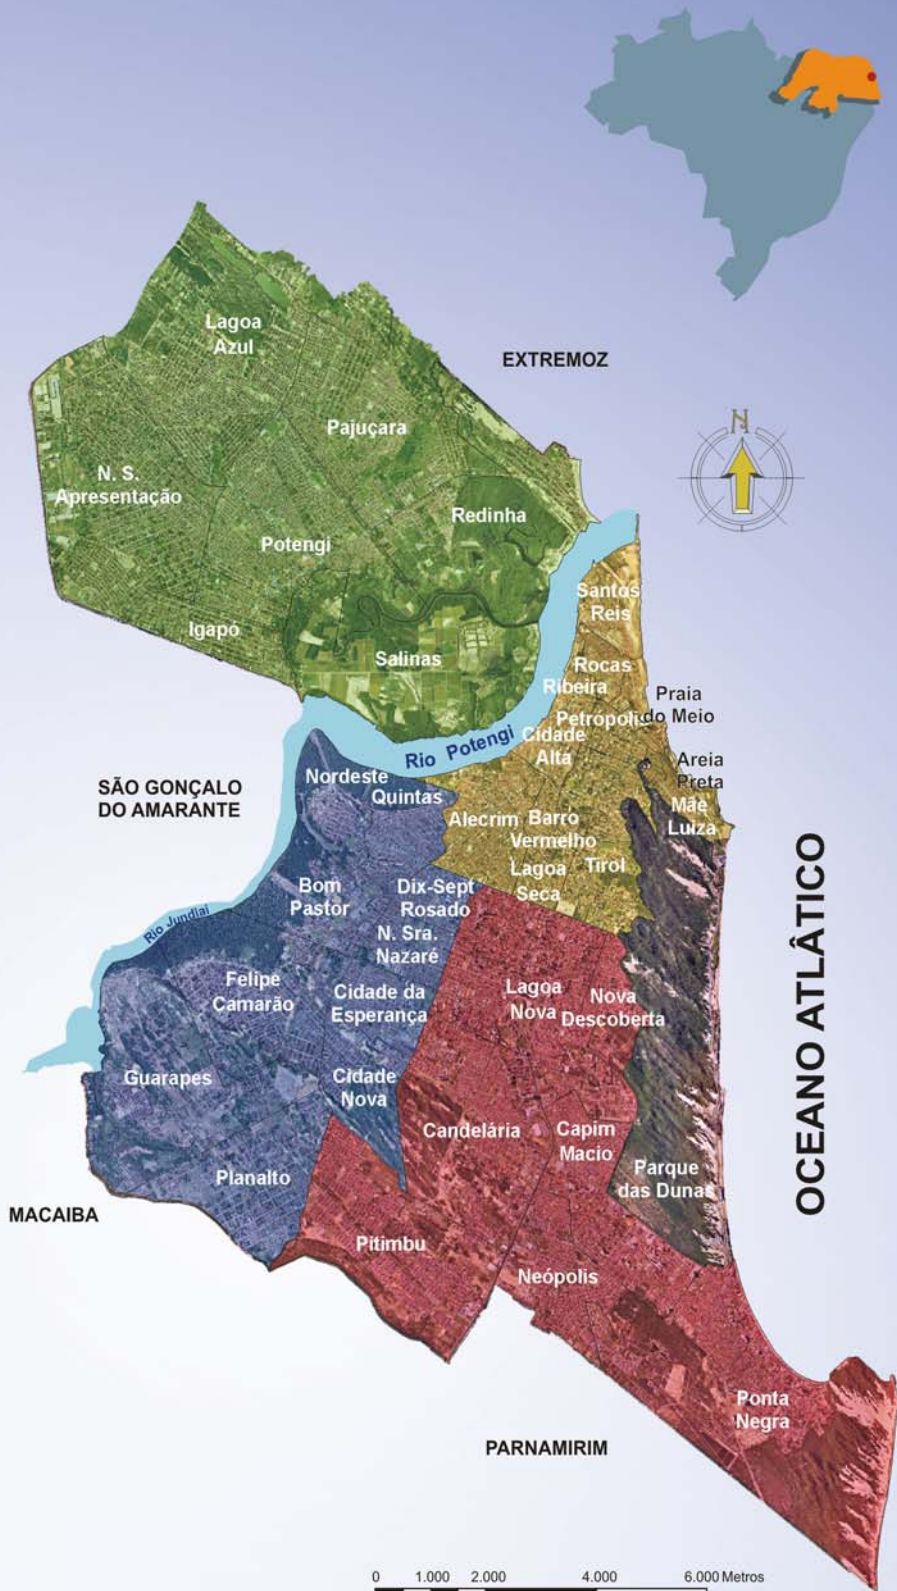 N
EXTREMOZ
Lagoa
Azul
Pajuçara
N. S.
Apresentação
Redinha
Potengi
Igapó
Salinas
Santos
Reis
Rocas
Ribeira
Praia
do Meio
Petrópolis
Cidade
Alta
Rio Potengi
Areia
Preta
Mãe
Luiza
SÃO GONÇALO
DO AMARANTE
Nordeste
Quintas
Alecrim
Barro
Vermelho
Lagoa
Seca
Tirol
Bom
Pastor
Dix-Sept
Rosado
N. Sra.
Nazaré
Rio Jundiaí
Felipe
Camarão
Cidade da
Esperança
Lagoa
Nova
Nova
Descoberta
OCEANO ATLÂTICO
Guarapes
Cidade
Nova
Candelária
Capim
Macio
Parque
das Dunas
Planalto
MACAIBA
Pitimbu
Neópolis
Ponta
Negra
PARNAMIRIM
0 1.000 2.000 4.000 6.000 Metros